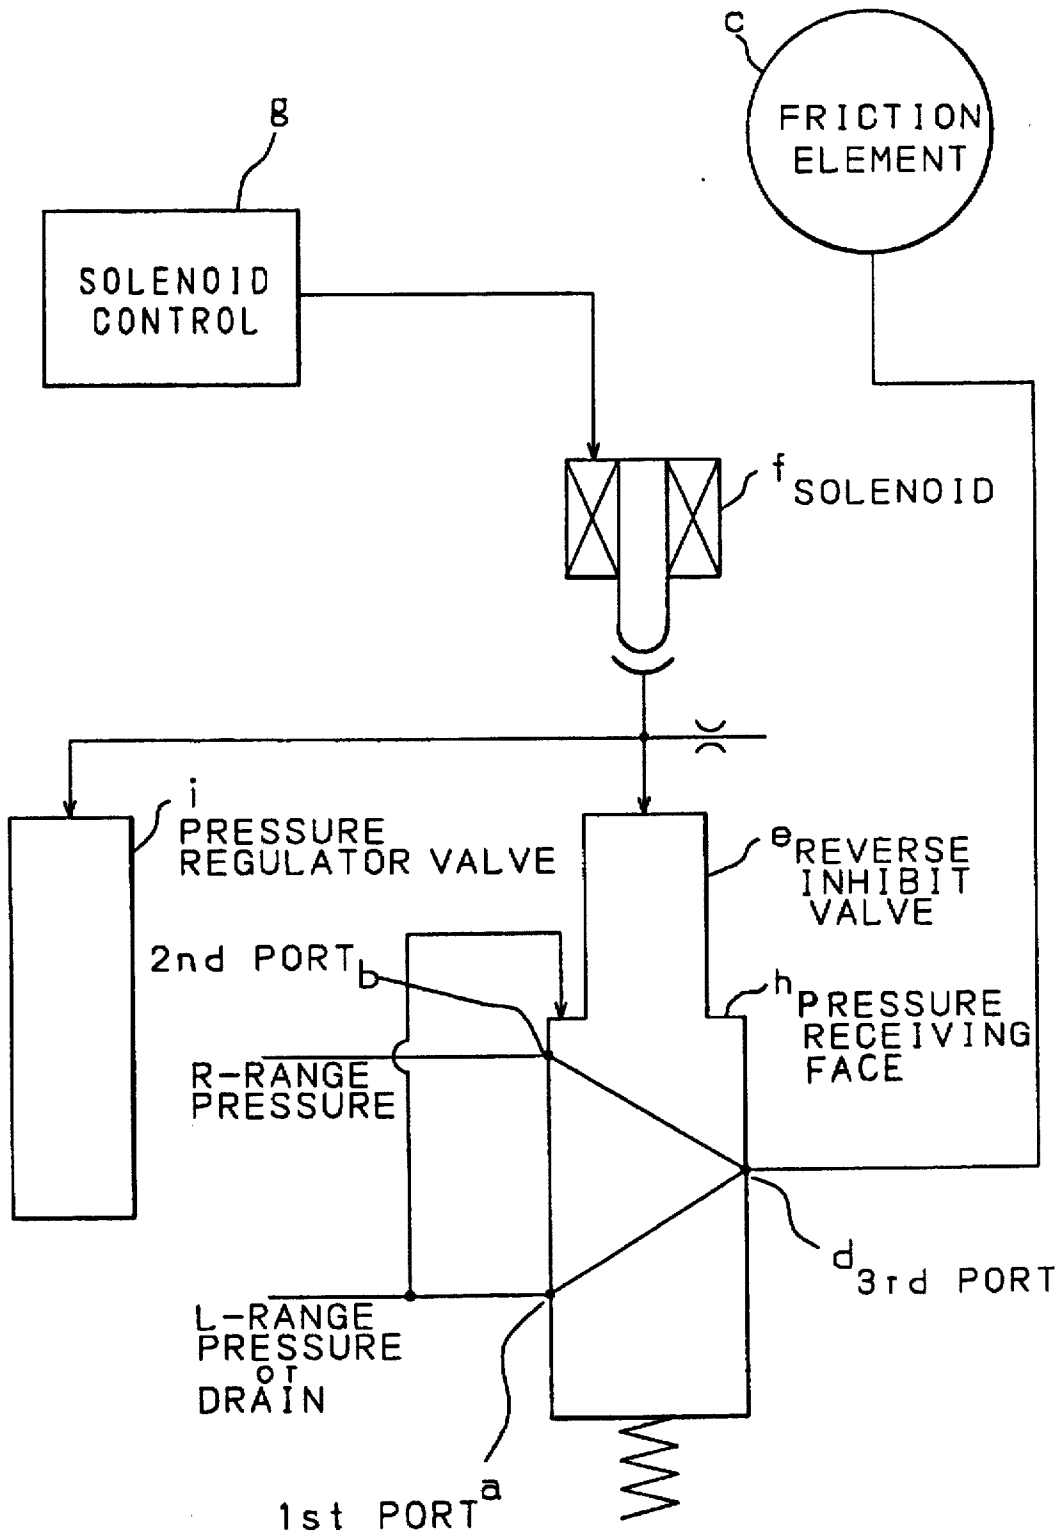 c
FRICTION
ELEMENT
g
SOLENOID
CONTROL
f
SOLENOID
i
PRESSURE
REGULATOR VALVE
e
REVERSE
INHIBIT
VALVE
2nd PORT
b
h
PRESSURE
RECEIVING
FACE
R-RANGE
PRESSURE
d
3rd PORT
L-RANGE
PRESSURE
or
DRAIN
a
1st PORT